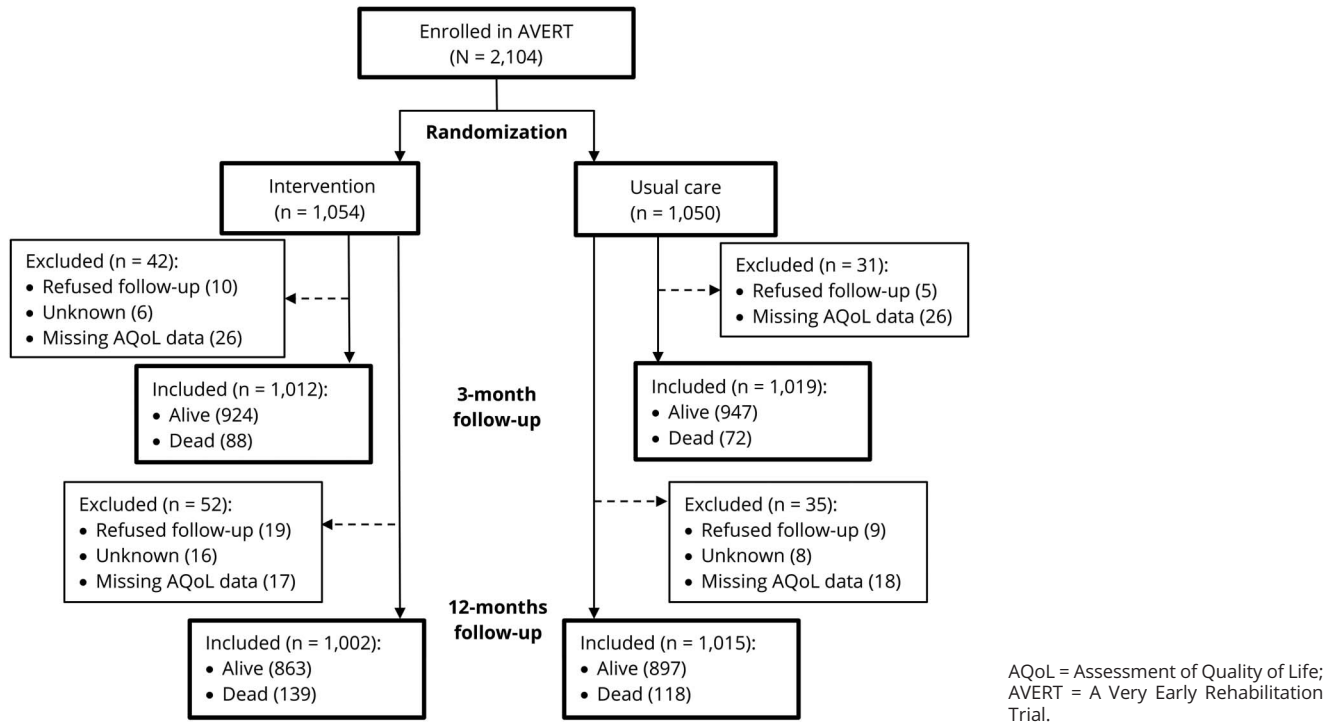 Enrolled in AVERT
(N = 2,104)
Randomization
Intervention
(n = 1,054)
Usual care
(n = 1,050)
Excluded (n = 42):
• Refused follow-up (10)
• Unknown (6)
• Missing AQoL data (26)
Excluded (n = 31):
• Refused follow-up (5)
• Missing AQoL data (26)
Included (n = 1,012):
• Alive (924)
• Dead (88)
3-month
follow-up
Included (n = 1,019):
• Alive (947)
• Dead (72)
Excluded (n = 52):
• Refused follow-up (19)
• Unknown (16)
• Missing AQoL data (17)
Excluded (n = 35):
• Refused follow-up (9)
• Unknown (8)
• Missing AQoL data (18)
12-months
follow-up
Included (n = 1,002):
• Alive (863)
• Dead (139)
Included (n = 1,015):
• Alive (897)
• Dead (118)
AQoL = Assessment of Quality of Life;
AVERT = A Very Early Rehabilitation
Trial.